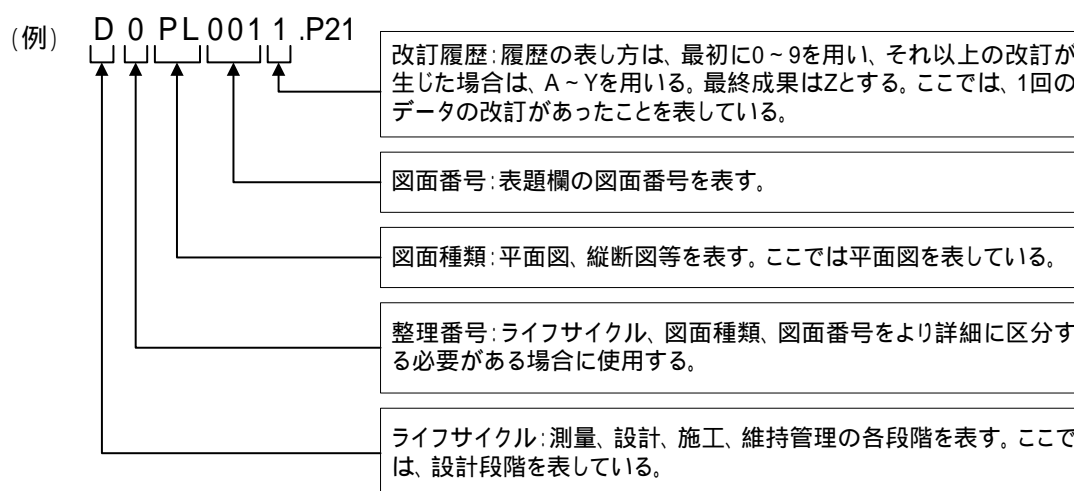 (例) D 0 PL 001 1 .P21
改訂履歴：履歴の表し方は、最初に0～9を用い、それ以上の改訂が
生じた場合は、A～Yを用いる。最終成果はZとする。ここでは、1回の
データの改訂があったことを表している。
図面番号：表題欄の図面番号を表す。
図面種類：平面図、縦断図等を表す。ここでは平面図を表している。
整理番号：ライフサイクル、図面種類、図面番号をより詳細に区分す
る必要がある場合に使用する。
ライフサイクル：測量、設計、施工、維持管理の各段階を表す。ここで
は、設計段階を表している。